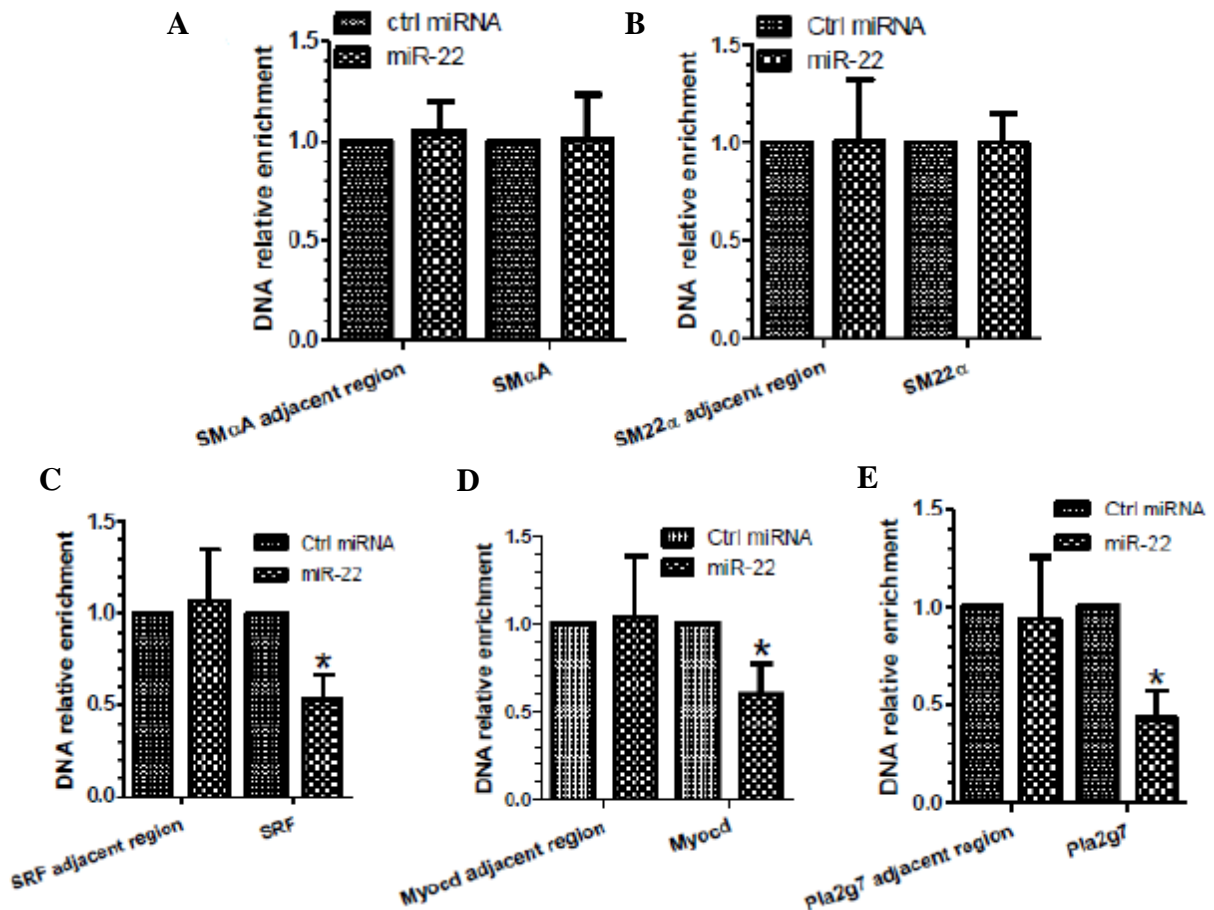 A
ctrl miRNA
miR-22
DNA relative enrichment
1.5
1.0
0.5
0.0
SMαA adjacent region
SMαA
B
Ctrl miRNA
miR-22
DNA relative enrichment
1.5
1.0
0.5
0.0
SM22α adjacent region
SM22α
C
Ctrl miRNA
miR-22
DNA relative enrichment
1.5
1.0
0.5
0.0
*
SRF adjacent region
SRF
D
Ctrl miRNA
miR-22
DNA relative enrichment
1.5
1.0
0.5
0.0
*
Myocd adjacent region
Myocd
E
Ctrl miRNA
miR-22
DNA relative enrichment
1.5
1.0
0.5
0.0
*
Pla2g7 adjacent region
Pla2g7